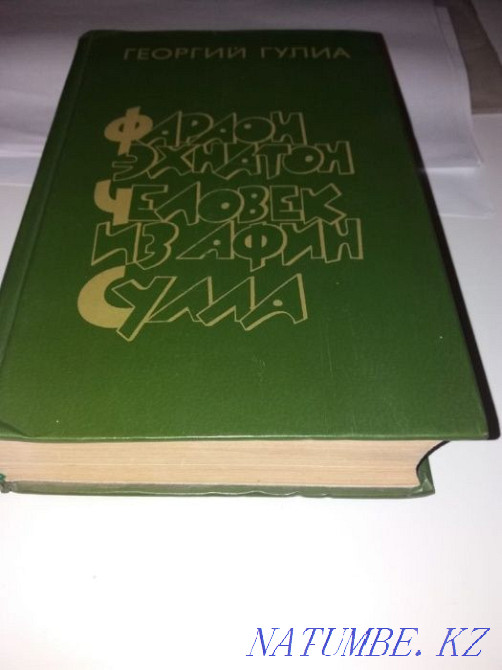 ГЕОРГИЙ ГУЛИА
ФАРАОН
ЭХНАТОН
ЧЕЛОВЕК
ИЗ АФИН
СУЛЛА
NATUMBE. KZ